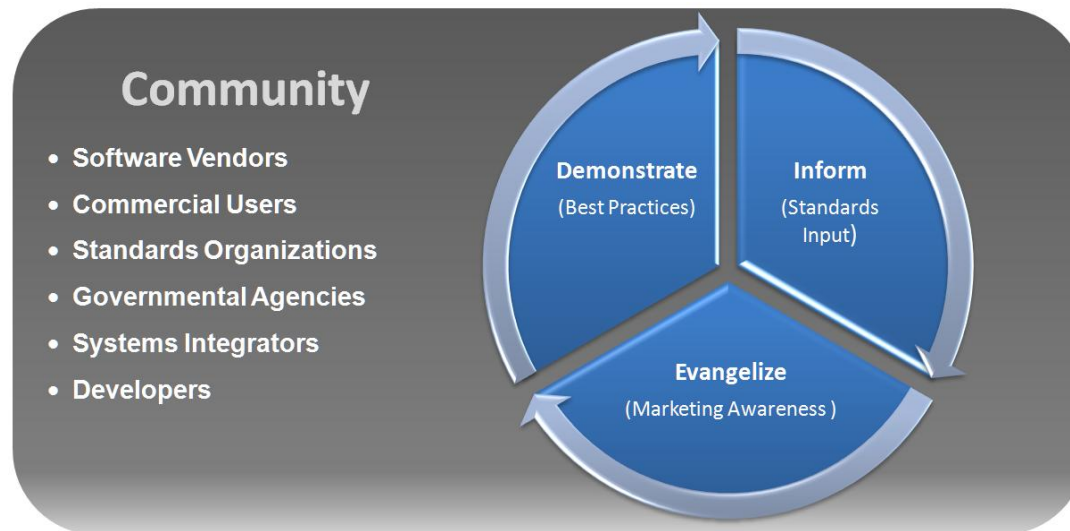 Community
• Software Vendors
• Commercial Users
• Standards Organizations
• Governmental Agencies
• Systems Integrators
• Developers
Demonstrate
(Best Practices)
Inform
(Standards
Input)
Evangelize
(Marketing Awareness )